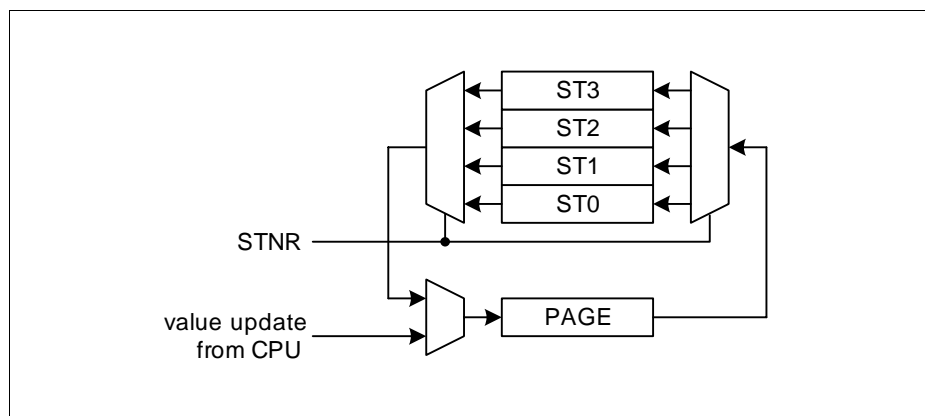 ST3
ST2
ST1
ST0
STNR
value update
from CPU
PAGE